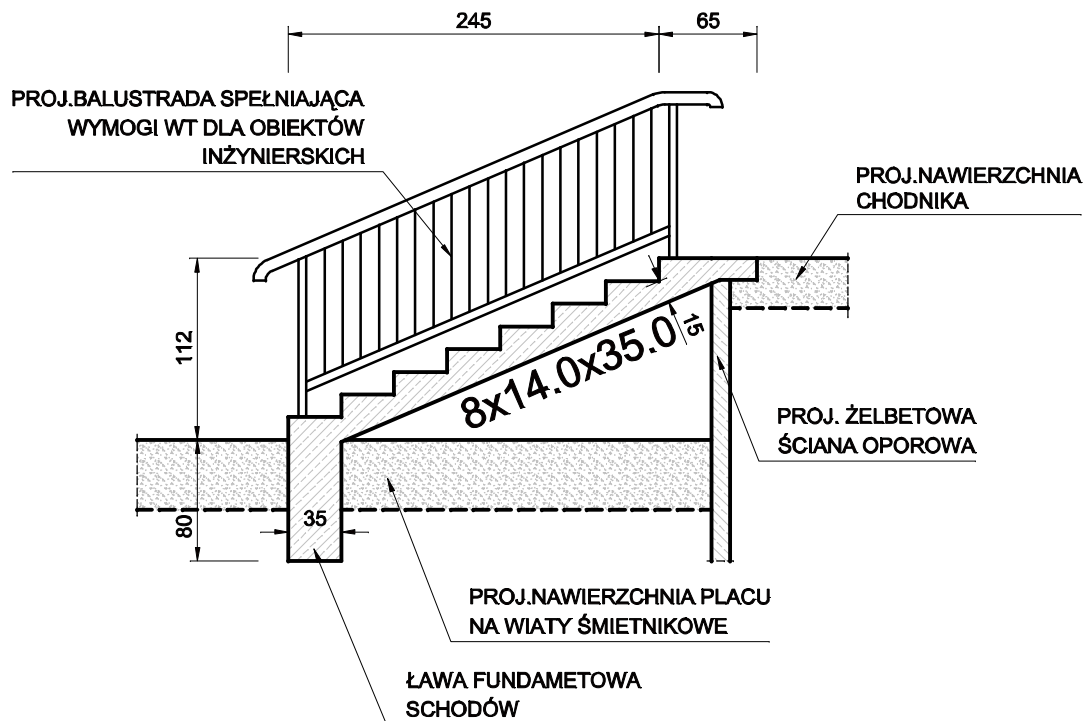 245
65
PROJ.BALUSTRADA SPEŁNIAJĄCA
WYMOGI WT DLA OBIEKTÓW
INŻYNIERSKICH
PROJ.NAWIERZCHNIA
CHODNIKA
112
8x14.0x35.0
15
PROJ. ŻELBETOWA
ŚCIANA OPOROWA
80
35
PROJ.NAWIERZCHNIA PLACU
NA WIATY ŚMIETNIKOWE
ŁAWA FUNDAMETOWA
SCHODÓW